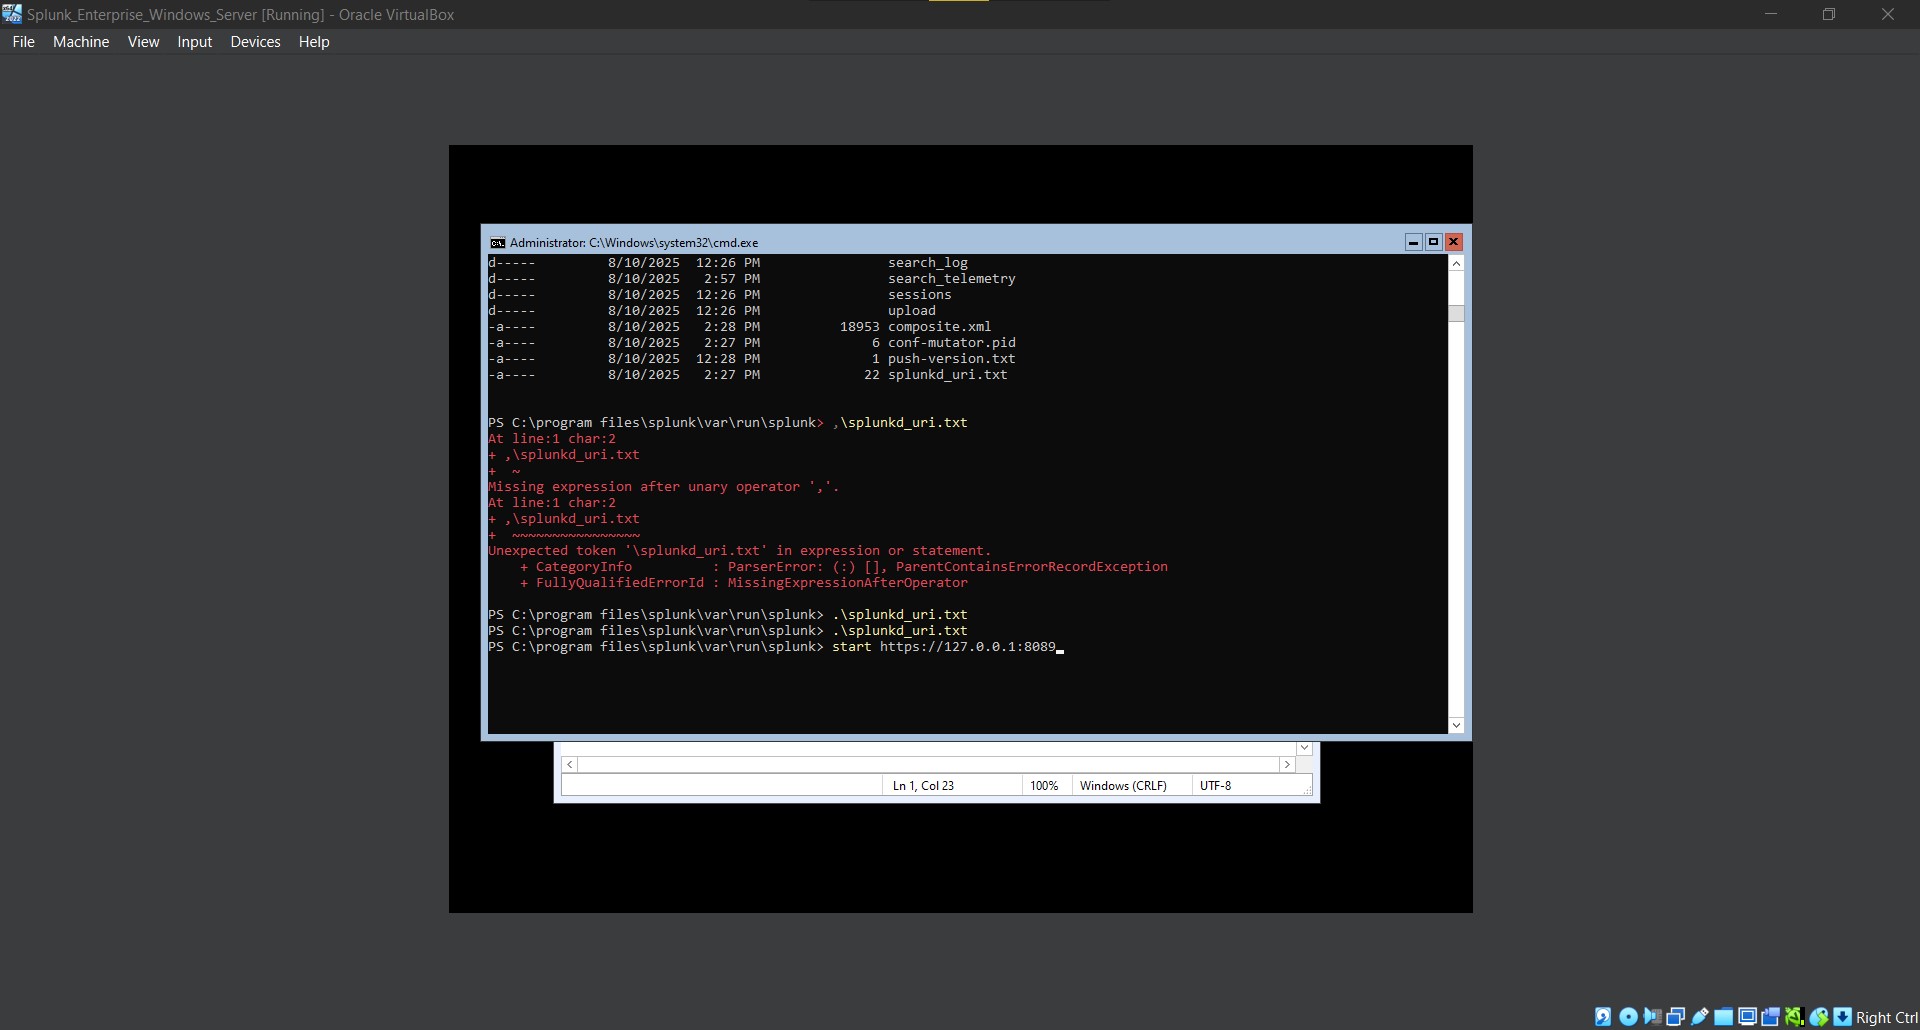 Splunk_Enterprise_Windows_Server [Running] - Oracle VirtualBox
File Machine View Input Devices Help
Administrator: C:\Windows\system32\cmd.exe
d----- 8/10/2025 12:26 PM search_log
d----- 8/10/2025 2:57 PM search_telemetry
d----- 8/10/2025 12:26 PM sessions
d----- 8/10/2025 12:26 PM upload
-a---- 8/10/2025 2:28 PM 18953 composite.xml
-a---- 8/10/2025 2:27 PM 6 conf-mutator.pid
-a---- 8/10/2025 12:28 PM 1 push-version.txt
-a---- 8/10/2025 2:27 PM 22 splunkd_uri.txt
PS C:\program files\splunk\var\run\splunk> ,\splunkd_uri.txt
At line:1 char:2
+ ,\splunkd_uri.txt
+ ~
Missing expression after unary operator ','.
At line:1 char:2
+ ,\splunkd_uri.txt
+ ~~~~~~~~~~~~~~~~
Unexpected token '\splunkd_uri.txt' in expression or statement.
+ CategoryInfo : ParserError: (:) [], ParentContainsErrorRecordException
+ FullyQualifiedErrorId : MissingExpressionAfterOperator
PS C:\program files\splunk\var\run\splunk> .\splunkd_uri.txt
PS C:\program files\splunk\var\run\splunk> .\splunkd_uri.txt
PS C:\program files\splunk\var\run\splunk> start https://127.0.0.1:8089
Ln 1, Col 23 100% Windows (CRLF) UTF-8
Right Ctrl